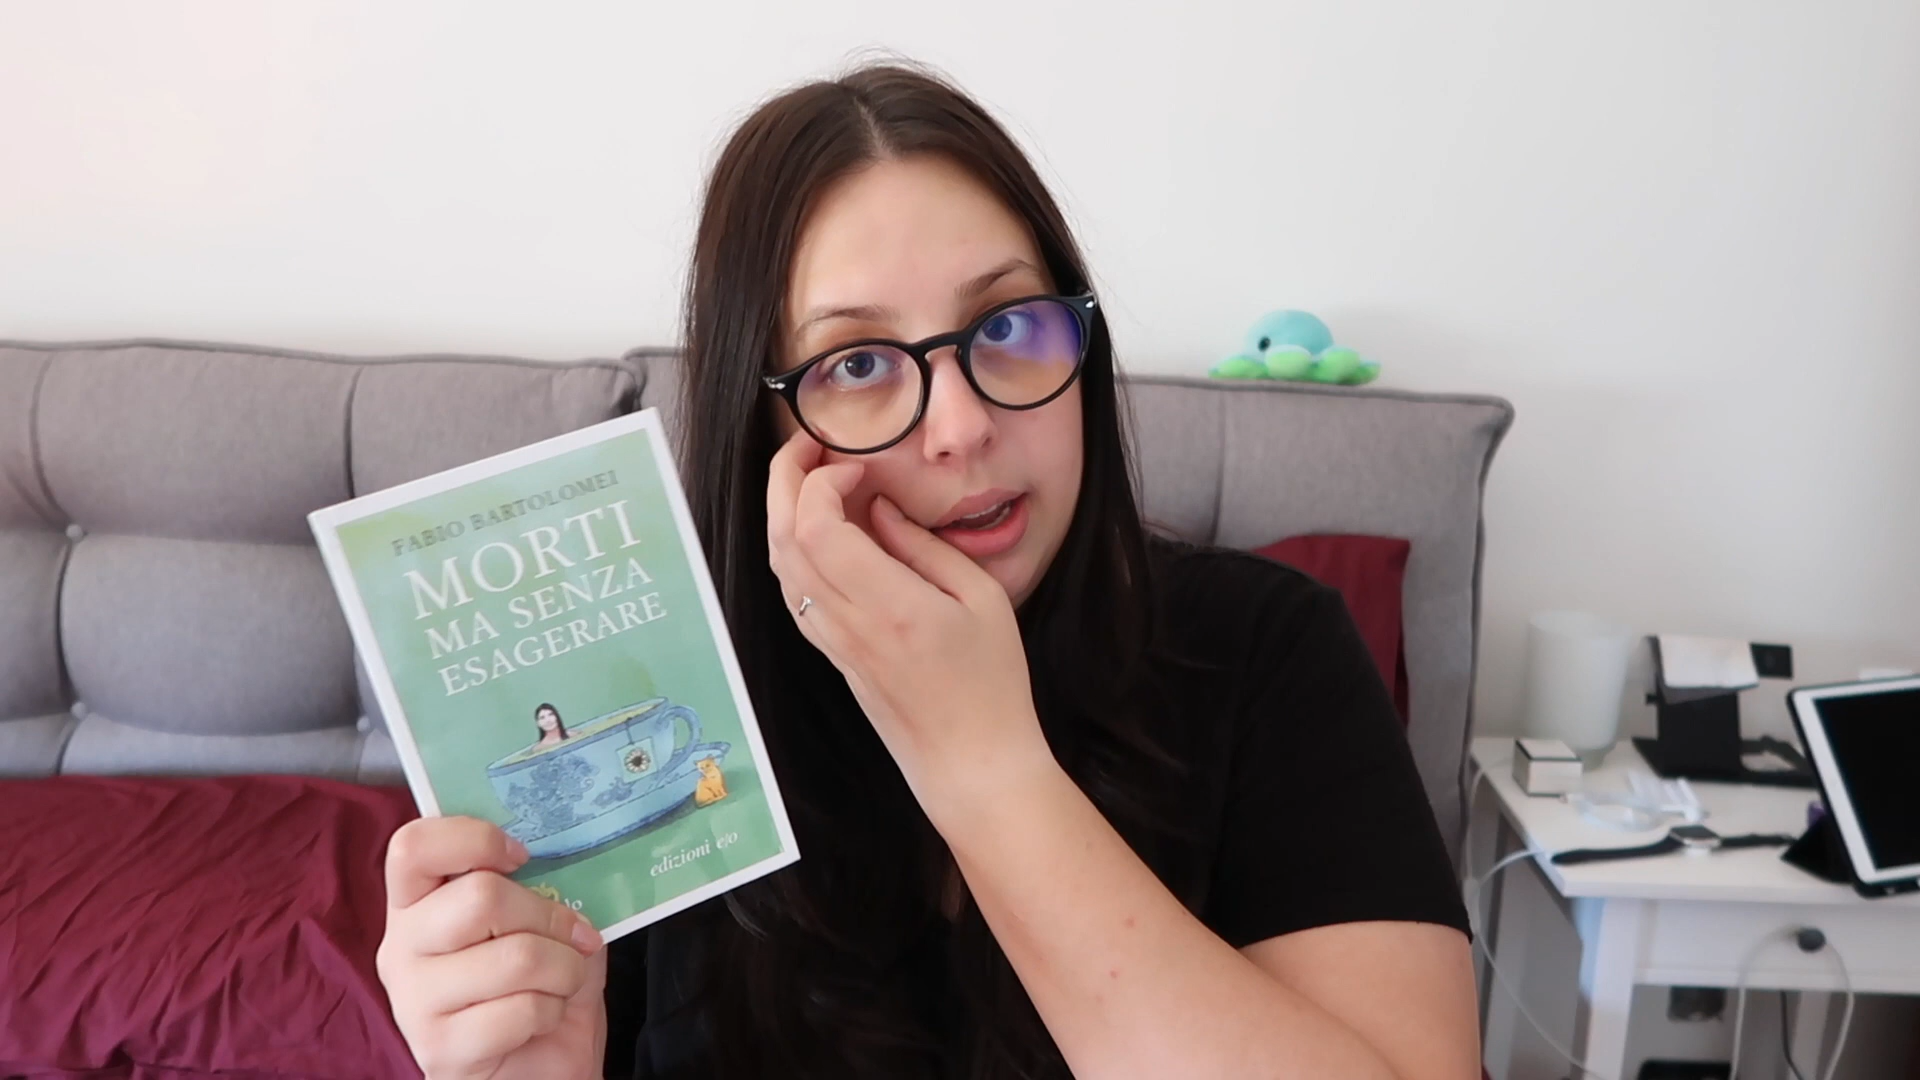 FABIO BARTOLOMEI
MORTI
MA SENZA
ESAGERARE
edizioni e/o